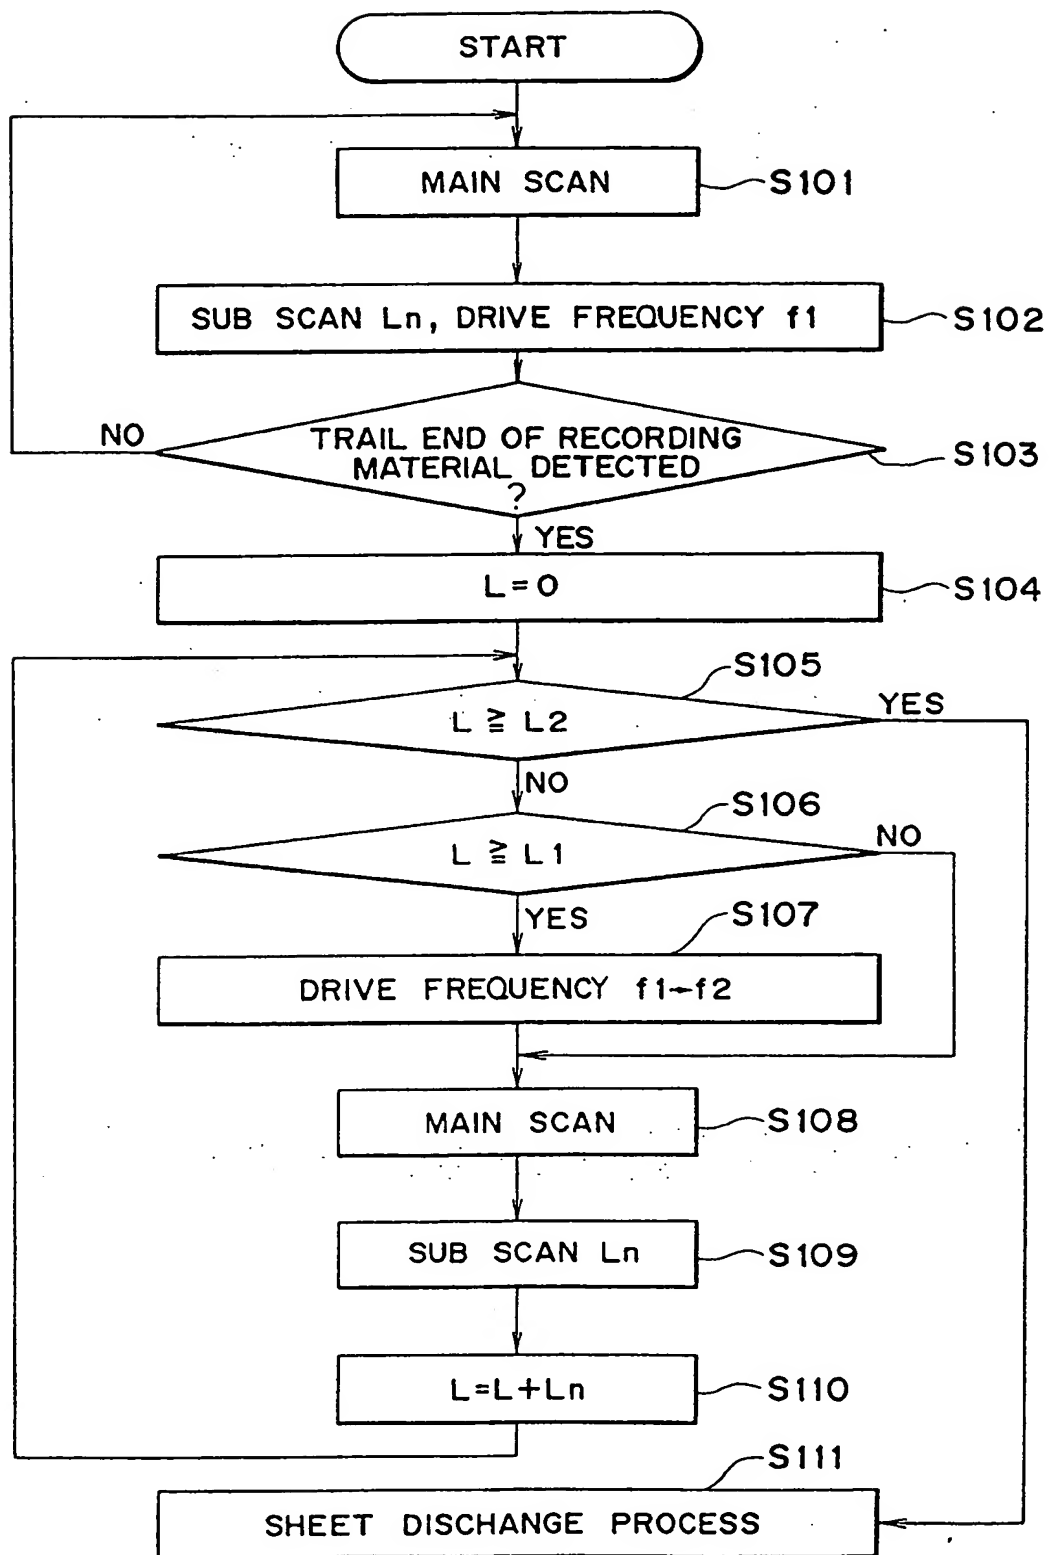 START
MAIN SCAN
S101
SUB SCAN Ln, DRIVE FREQUENCY f1
S102
NO
TRAIL END OF RECORDING
MATERIAL DETECTED
?
S103
YES
L=0
S104
S105
L ≧ L2
YES
NO
S106
L ≧ L1
NO
YES
S107
DRIVE FREQUENCY f1→f2
MAIN SCAN
S108
SUB SCAN Ln
S109
L=L+Ln
S110
S111
SHEET DISCHANGE PROCESS